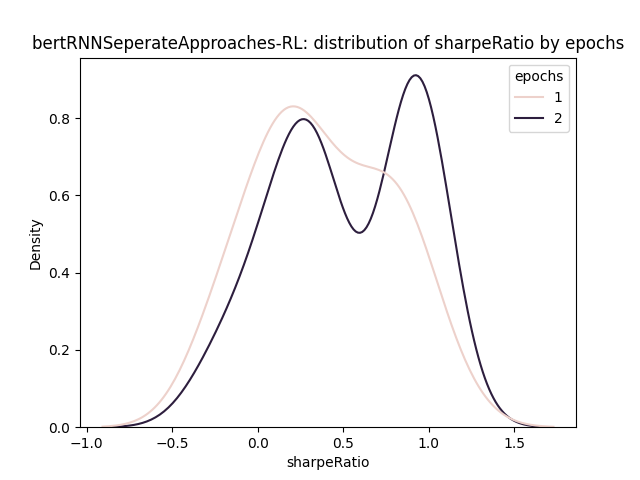 bertRNNSeperateApproaches-RL: distribution of sharpeRatio by epochs
epochs
1
2
Density
0.8
0.6
0.4
0.2
0.0
−1.0 −0.5 0.0 0.5 1.0 1.5
sharpeRatio